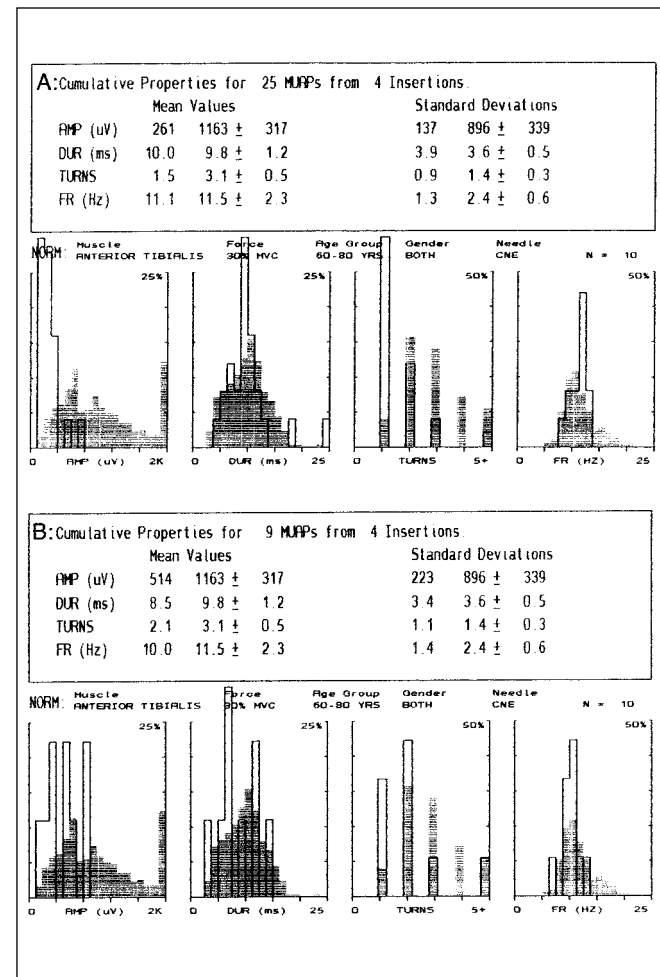 A: Cumulative Properties for 25 MUAPs from 4 Insertions.
Mean Values Standard Deviations
AMP (uV) 261 1163 ± 317 137 896 ± 339
DUR (ms) 10.0 9.8 ± 1.2 3.9 3.6 ± 0.5
TURNS 1.5 3.1 ± 0.5 0.9 1.4 ± 0.3
FR (Hz) 11.1 11.5 ± 2.3 1.3 2.4 ± 0.6
Muscle Force Age Group Gender Needle
NORM: ANTERIOR TIBIALIS 30% MVC 60-80 YRS BOTH CNE N = 10
25% 25% 50% 50%
0 AMP (uV) 2K 0 DUR (ms) 25 0 TURNS 5+ 0 FR (HZ) 25
B: Cumulative Properties for 9 MUAPs from 4 Insertions.
Mean Values Standard Deviations
AMP (uV) 514 1163 ± 317 223 896 ± 339
DUR (ms) 8.5 9.8 ± 1.2 3.4 3.6 ± 0.5
TURNS 2.1 3.1 ± 0.5 1.1 1.4 ± 0.3
FR (Hz) 10.0 11.5 ± 2.3 1.4 2.4 ± 0.6
Muscle Force Age Group Gender Needle
NORM: ANTERIOR TIBIALIS 30% MVC 60-80 YRS BOTH CNE N = 10
25% 25% 50% 50%
0 AMP (uV) 2K 0 DUR (ms) 25 0 TURNS 5+ 0 FR (HZ) 25